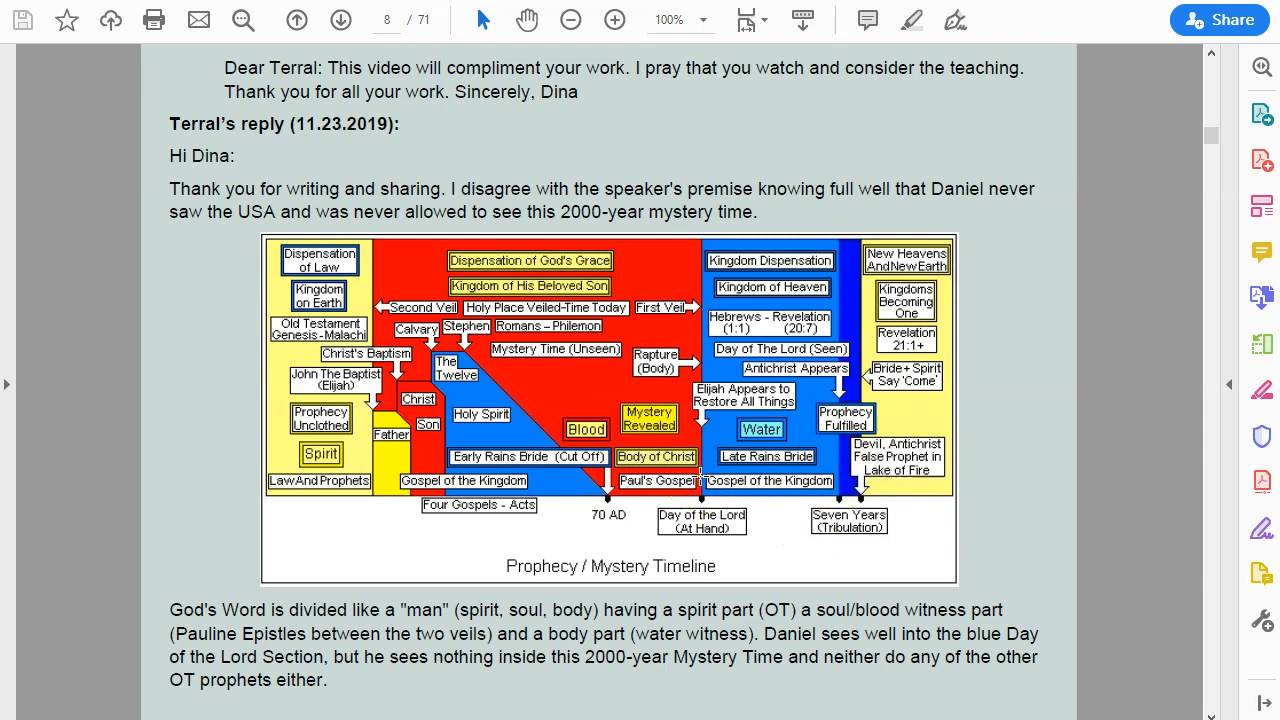 8 / 71
100%
Share
Dear Terral: This video will compliment your work. I pray that you watch and consider the teaching.
Thank you for all your work. Sincerely, Dina
Terral's reply (11.23.2019):
Hi Dina:
Thank you for writing and sharing. I disagree with the speaker's premise knowing full well that Daniel never
saw the USA and was never allowed to see this 2000-year mystery time.
Dispensation
of Law
Kingdom
on Earth
Old Testament
Genesis - Malachi
Christ's Baptism
John The Baptist
(Elijah)
Prophecy
Unclothed
Spirit
Law And Prophets
Dispensation of God's Grace
Kingdom of His Beloved Son
Second Veil
Holy Place Veiled-Time Today
First Veil
Calvary
Stephen
Romans – Philemon
Mystery Time (Unseen)
Rapture
(Body)
The
Twelve
Christ
Son
Father
Holy Spirit
Blood
Mystery
Revealed
Early Rains Bride (Cut Off)
Body of Christ
Gospel of the Kingdom
Paul's Gospel
Four Gospels - Acts
70 AD
Kingdom Dispensation
Kingdom of Heaven
Hebrews - Revelation
(1:1) (20:7)
Day of The Lord (Seen)
Antichrist Appears
Elijah Appears to
Restore All Things
Water
Prophecy
Fulfilled
Late Rains Bride
Gospel of the Kingdom
Day of the Lord
(At Hand)
Seven Years
(Tribulation)
New Heavens
And New Earth
Kingdoms
Becoming
One
Revelation
21:1+
Bride + Spirit
Say 'Come'
Devil, Antichrist
False Prophet in
Lake of Fire
Prophecy / Mystery Timeline
God's Word is divided like a "man" (spirit, soul, body) having a spirit part (OT) a soul/blood witness part
(Pauline Epistles between the two veils) and a body part (water witness). Daniel sees well into the blue Day
of the Lord Section, but he sees nothing inside this 2000-year Mystery Time and neither do any of the other
OT prophets either.